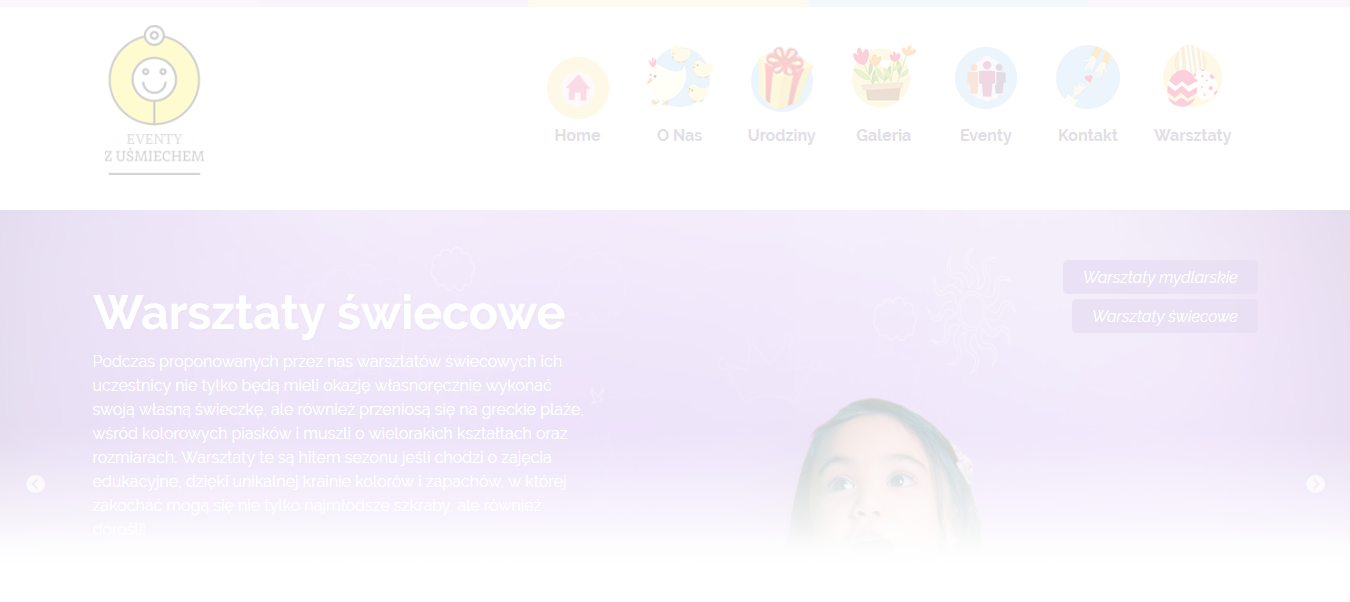 EVENTY
Z UŚMIECHEM
Home
O Nas
Urodziny
Galeria
Eventy
Kontakt
Warsztaty
Warsztaty mydlarskie
Warsztaty świecowe
Warsztaty świecowe
Podczas proponowanych przez nas warsztatów świecowych ich
uczestnicy nie tylko będą mieli okazję własnoręcznie wykonać
swoją własną świeczkę, ale również przeniosą się na greckie plaże,
wśród kolorowych piasków i muszli o wielorakich kształtach oraz
rozmiarach. Warsztaty te są hitem sezonu jeśli chodzi o zajęcia
edukacyjne, dzięki unikalnej krainie kolorów i zapachów, w której
zakochać mogą się nie tylko najmłodsze szkraby, ale również
dorośli!